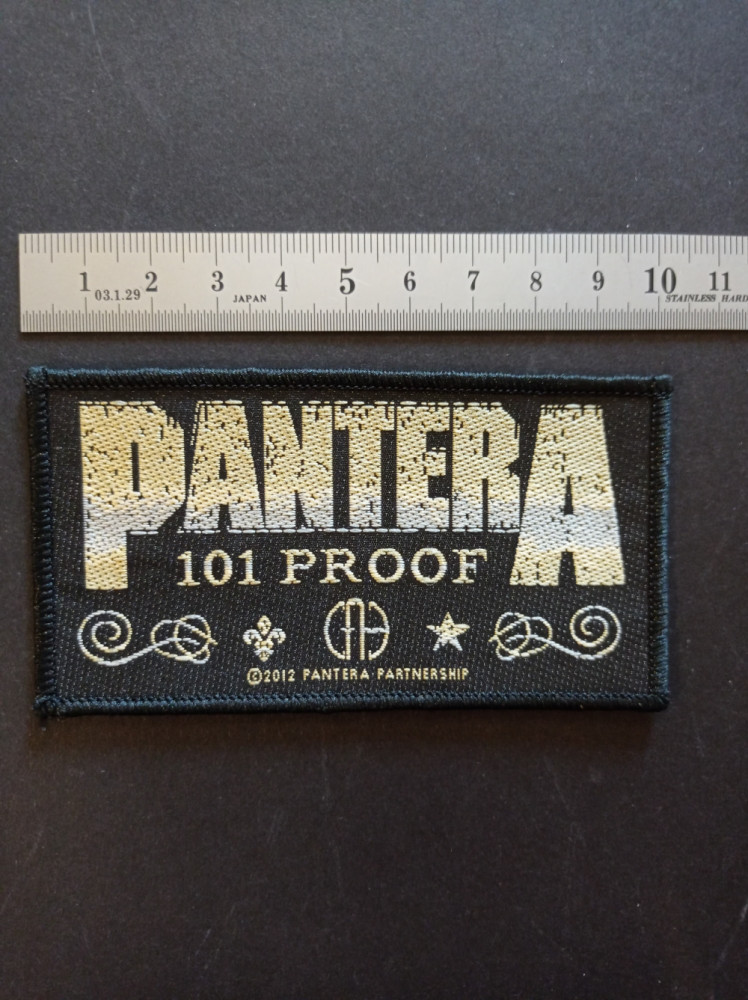 1 2 3 4 5 6 7 8 9 10 11
03.1.29 JAPAN STAINLESS HARD
PANTERA
101 PROOF
CFH
©2012 PANTERA PARTNERSHIP